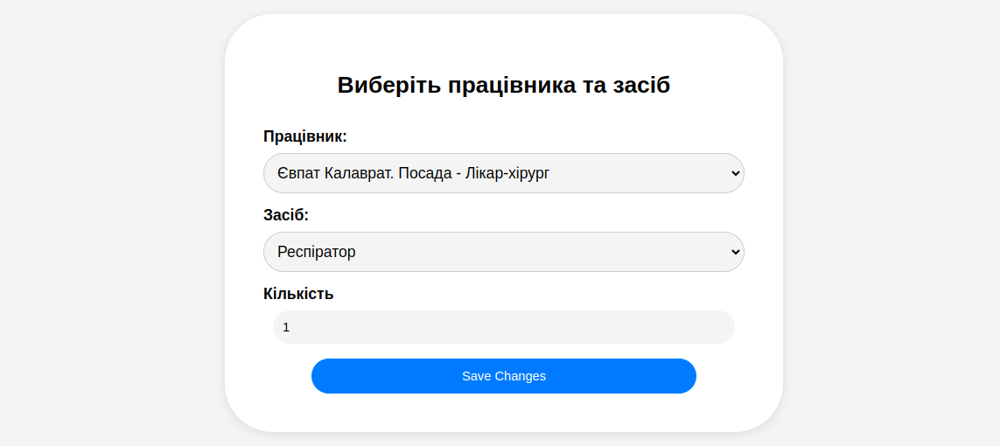 Виберіть працівника та засіб
Працівник:
Євпат Калаврат. Посада - Лікар-хірург
Засіб:
Респіратор
Кількість
1
Save Changes